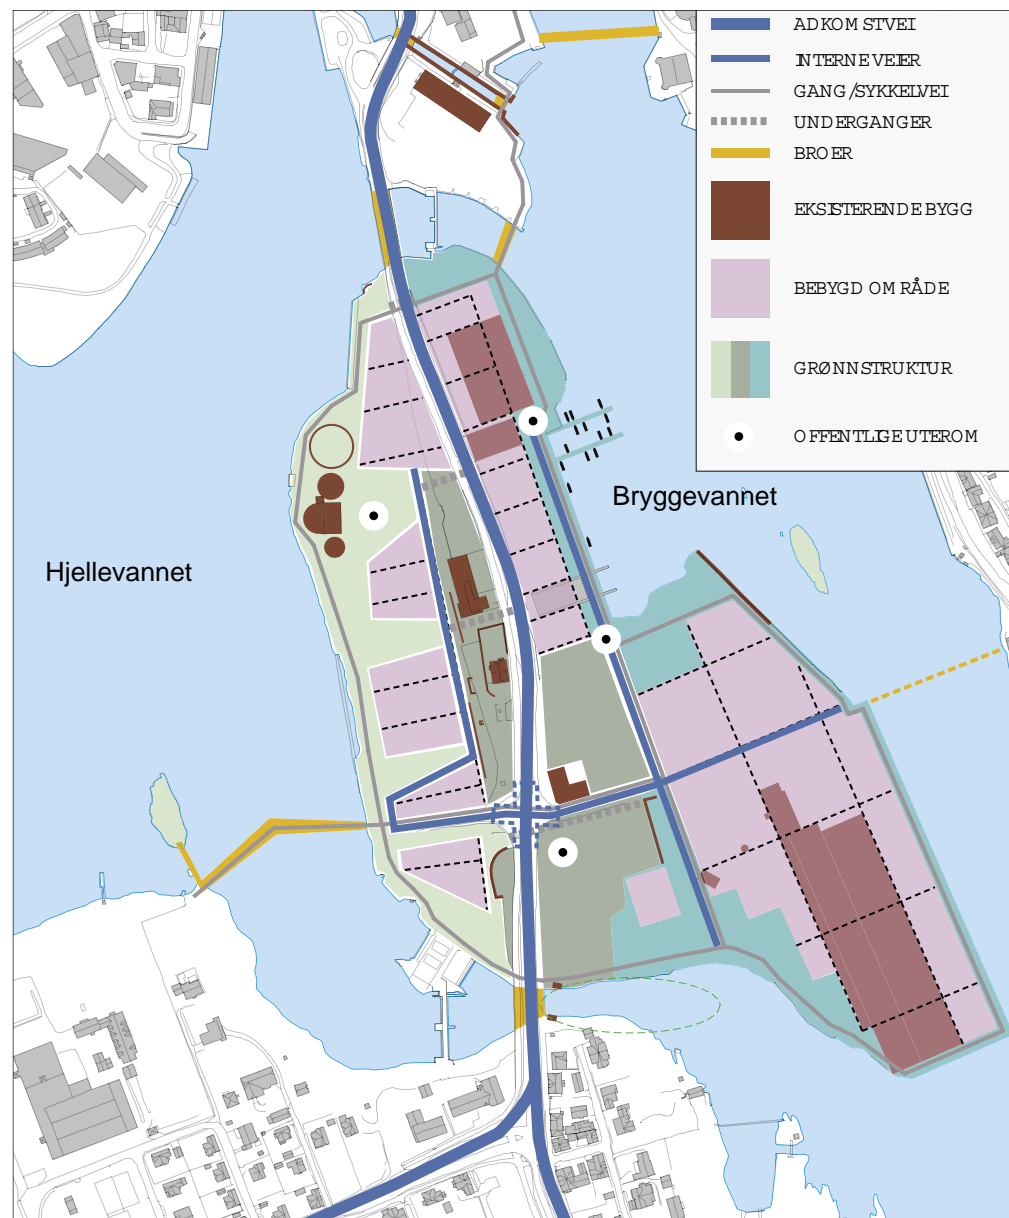 ADKOMSTVEI
INTERNE VEIER
GANG/SYKKELVEI
UNDERGANGER
BROER
EKSISTERENDE BYGG
BEBYGD OMRÅDE
GRØNNSTRUKTUR
OFFENTLIGE UTEROM
Bryggevannet
Hjellevannet